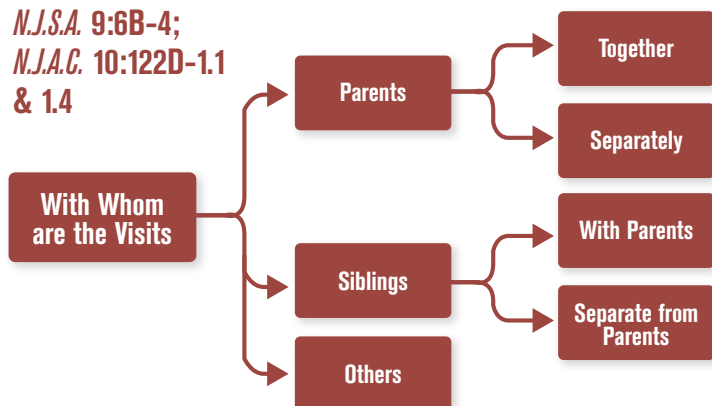 N.J.S.A. 9:6B-4;
N.J.A.C. 10:122D-1.1
& 1.4
With Whom
are the Visits
Parents
Together
Separately
Siblings
With Parents
Separate from
Parents
Others